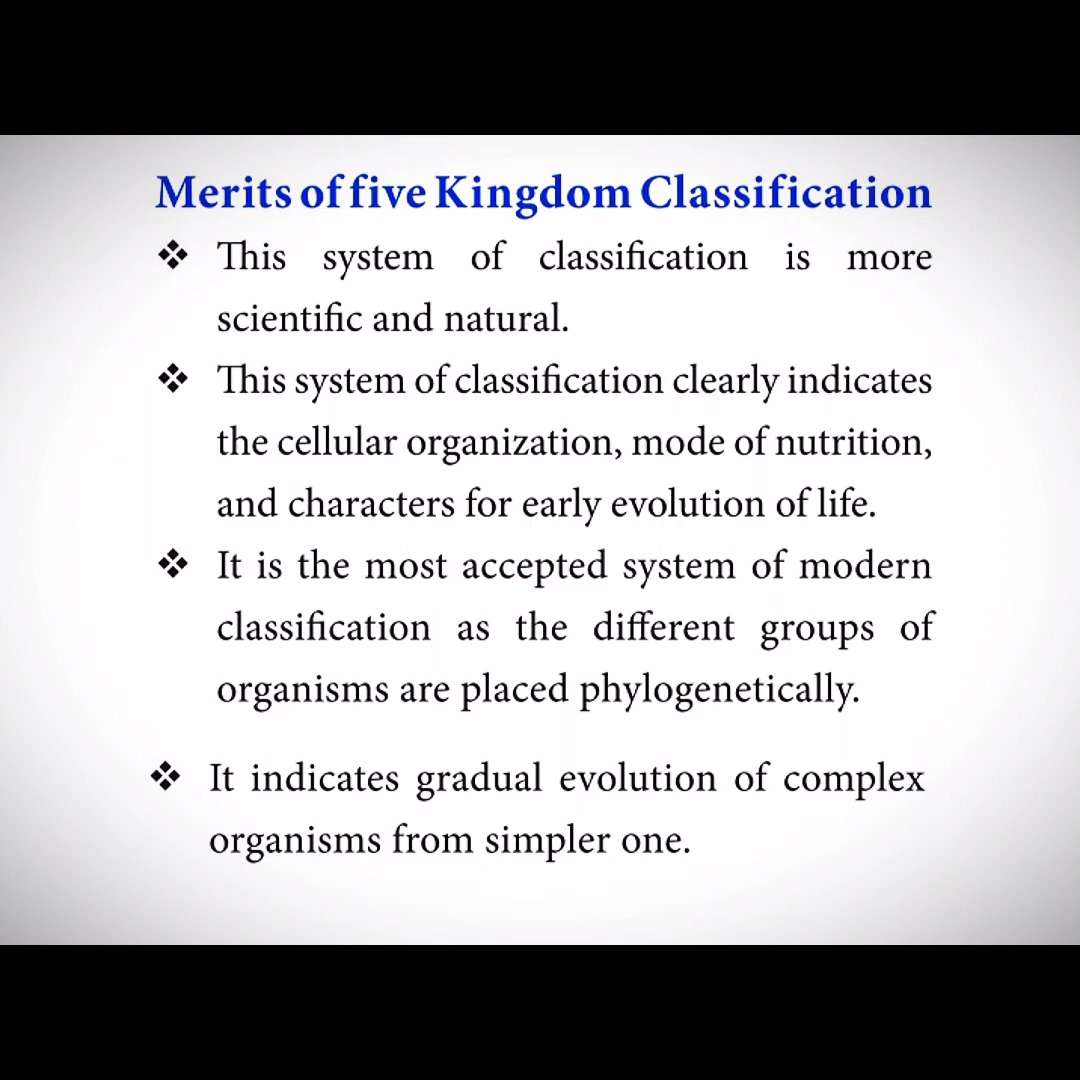 Merits of five Kingdom Classification
❖ This system of classification is more
scientific and natural.
❖ This system of classification clearly indicates
the cellular organization, mode of nutrition,
and characters for early evolution of life.
❖ It is the most accepted system of modern
classification as the different groups of
organisms are placed phylogenetically.
❖ It indicates gradual evolution of complex
organisms from simpler one.